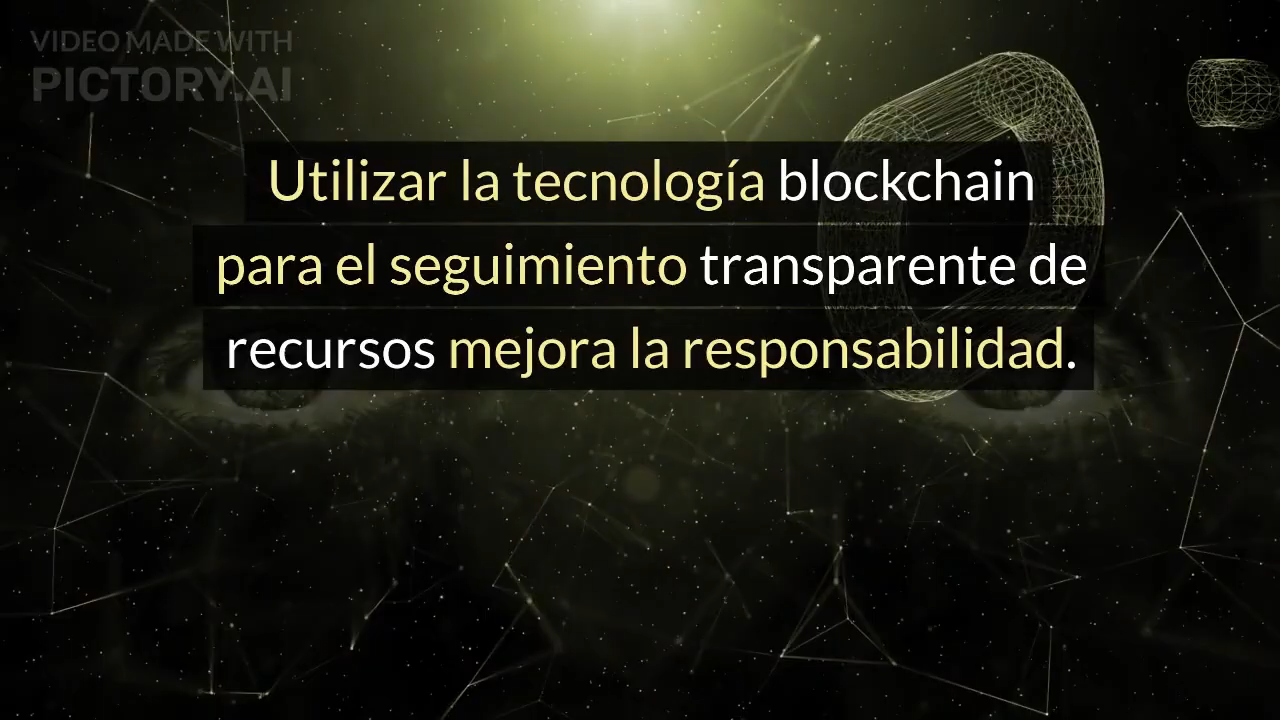 VIDEO MADE WITH
PICTORY.AI
Utilizar la tecnología blockchain
para el seguimiento transparente de
recursos mejora la responsabilidad.